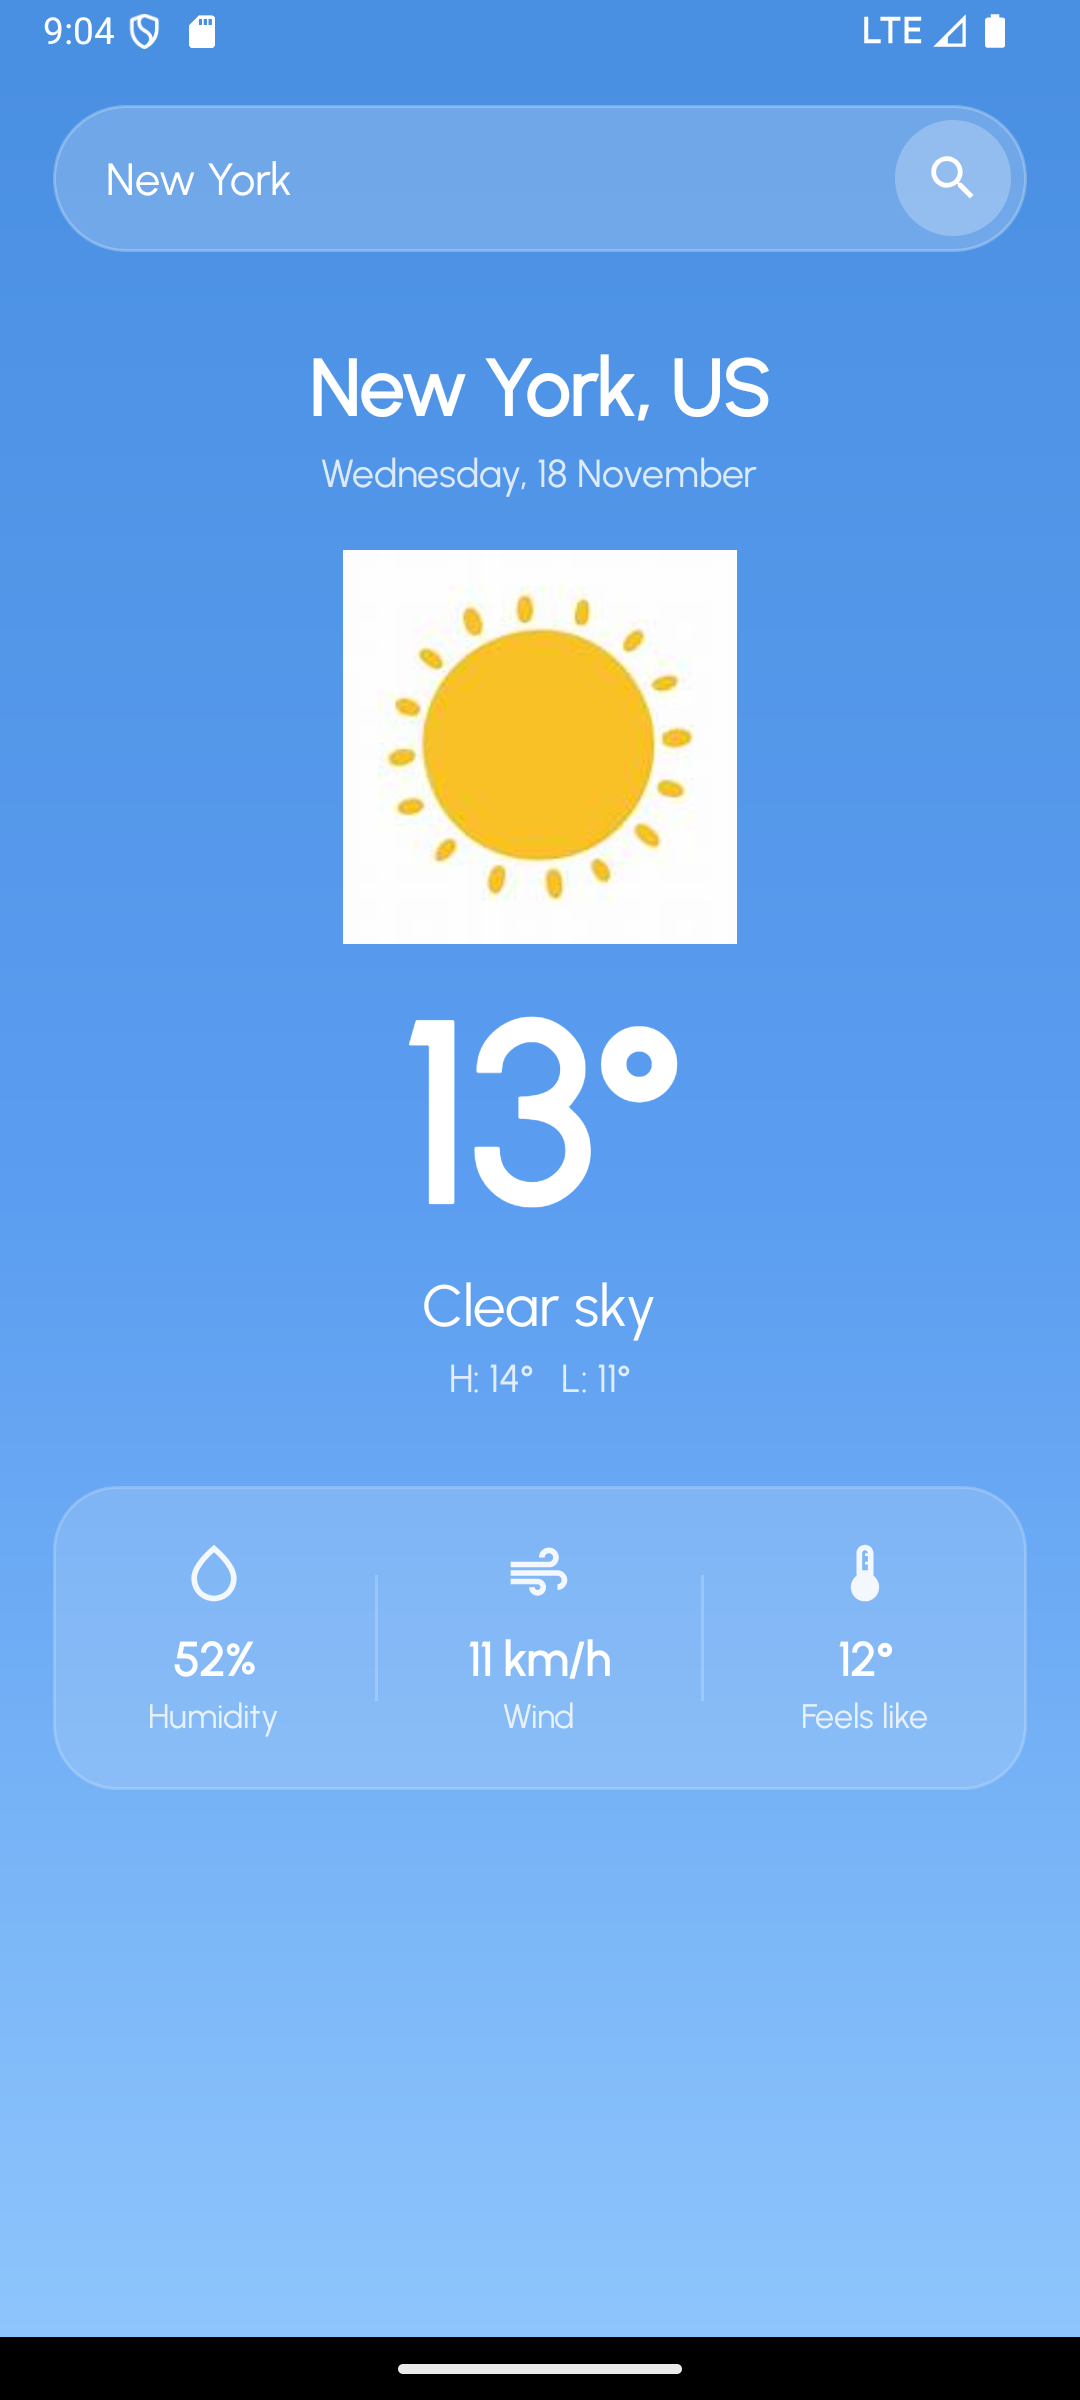 9:04 LTE
New York
New York, US
Wednesday, 18 November
13°
Clear sky
H: 14° L: 11°
52% 11 km/h 12°
Humidity Wind Feels like